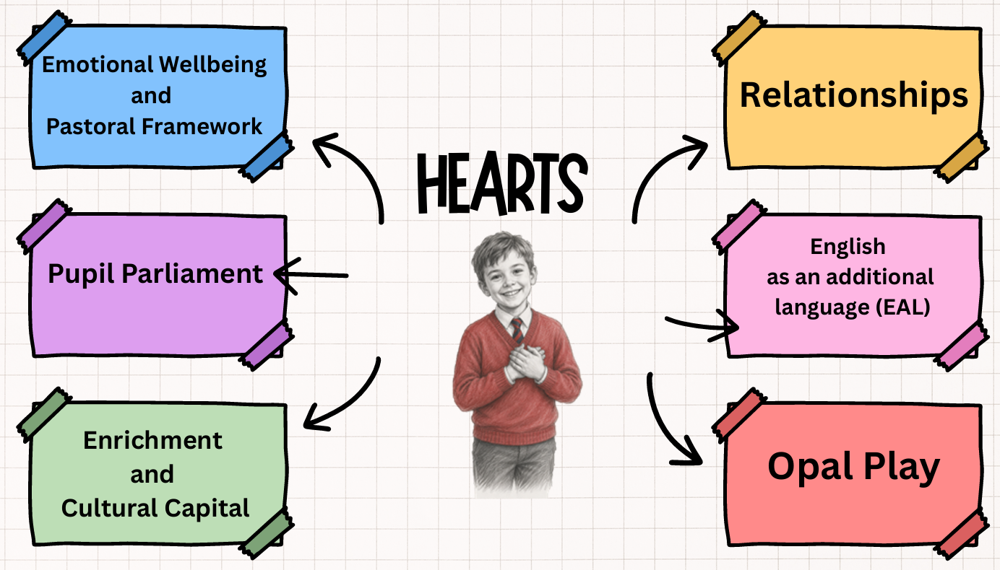 HEARTS
Emotional Wellbeing
and
Pastoral Framework
Pupil Parliament
Enrichment
and
Cultural Capital
Relationships
English
as an additional
language (EAL)
Opal Play